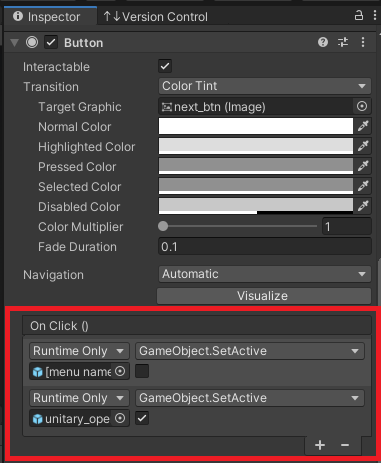 Inspector Version Control
Button
Interactable
Transition Color Tint
Target Graphic next_btn (Image)
Normal Color
Highlighted Color
Pressed Color
Selected Color
Disabled Color
Color Multiplier 1
Fade Duration 0.1
Navigation Automatic
Visualize
On Click ()
Runtime Only GameObject.SetActive
[menu name
Runtime Only GameObject.SetActive
unitary_ope